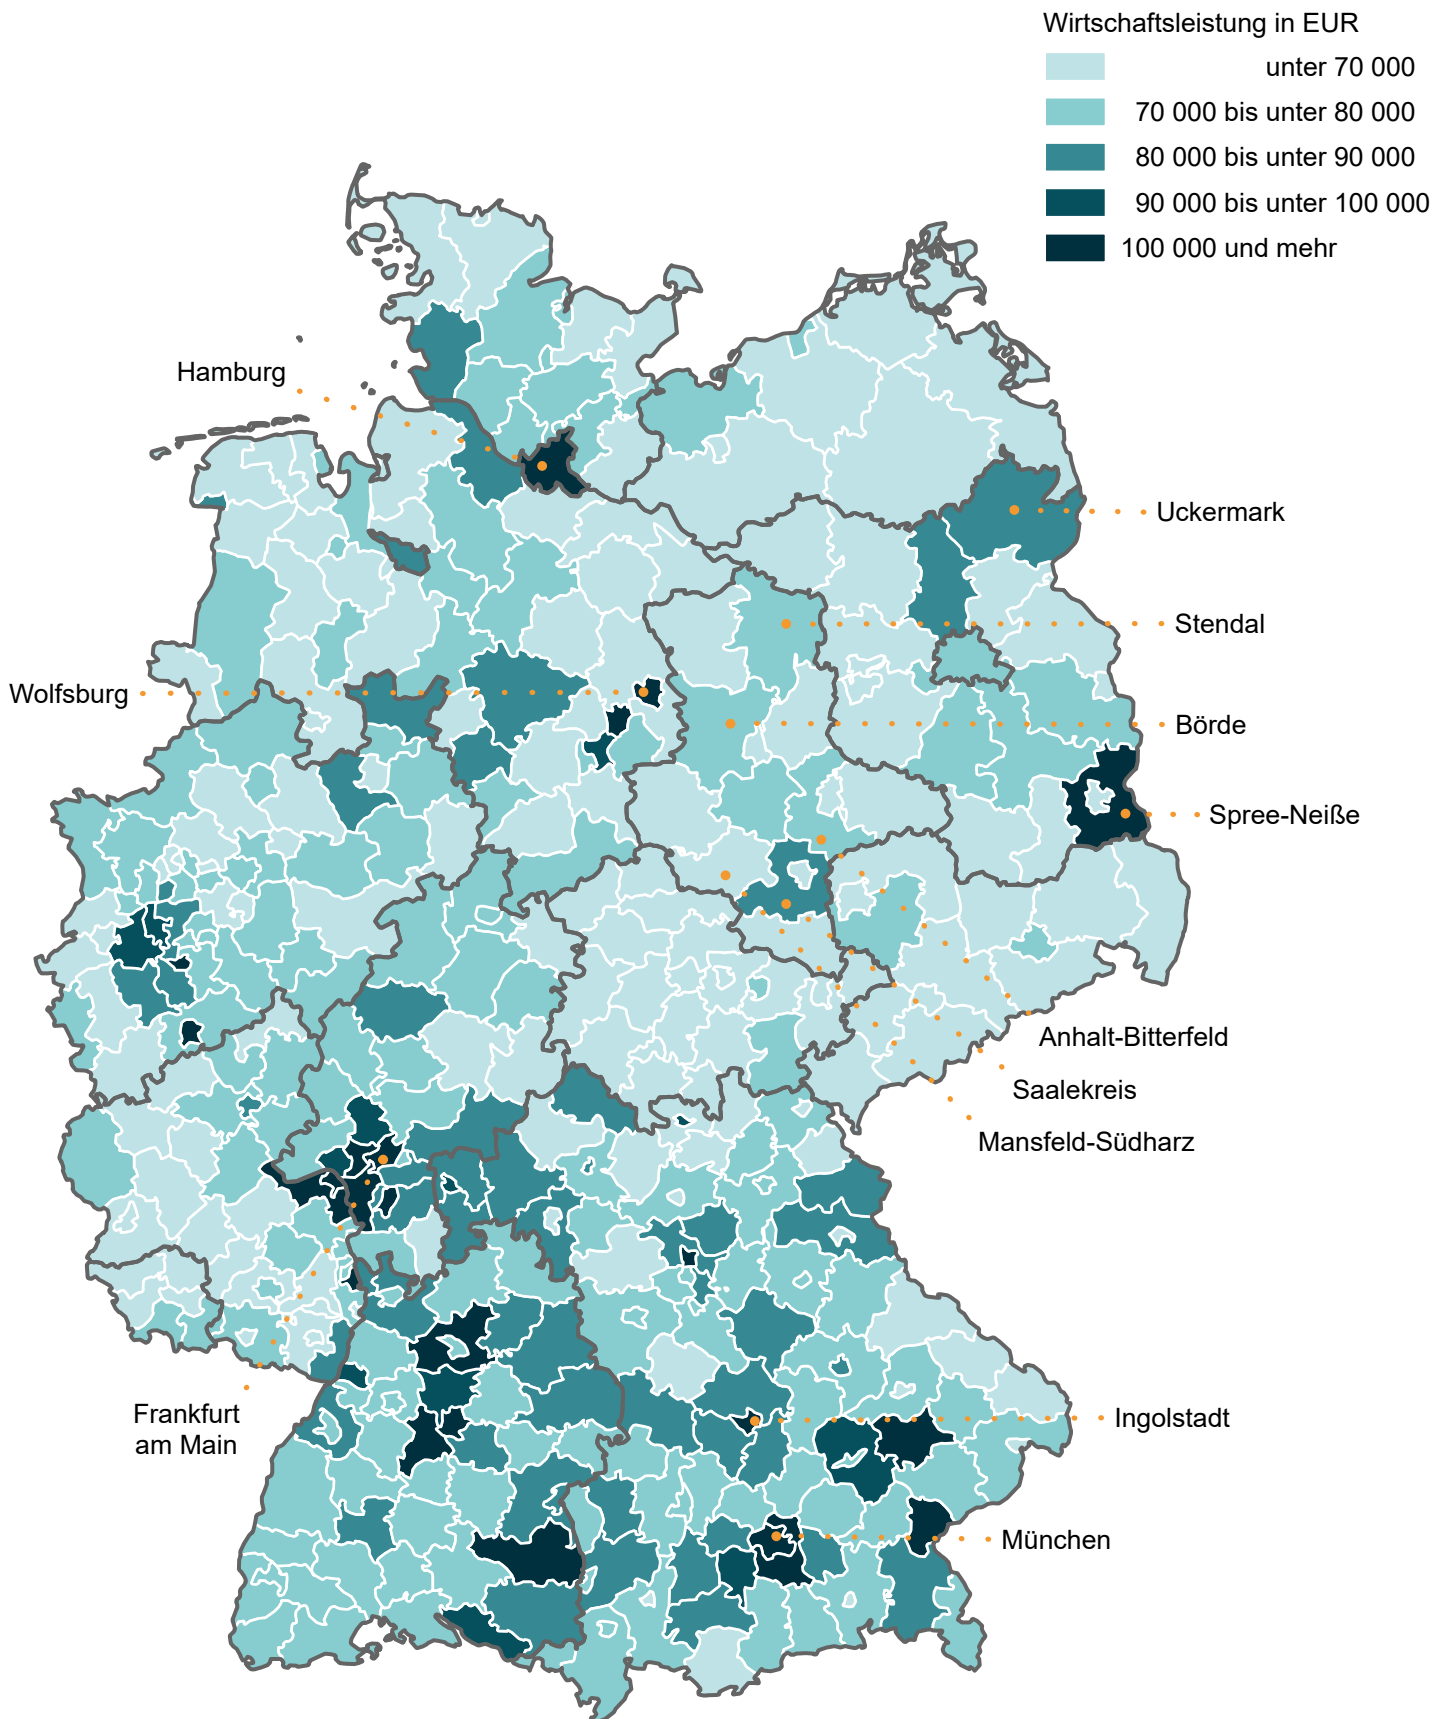 Wirtschaftsleistung in EUR
unter 70 000
70 000 bis unter 80 000
80 000 bis unter 90 000
90 000 bis unter 100 000
100 000 und mehr
Hamburg
Uckermark
Stendal
Wolfsburg
Börde
Spree-Neiße
Anhalt-Bitterfeld
Saalekreis
Mansfeld-Südharz
Frankfurt
am Main
Ingolstadt
München